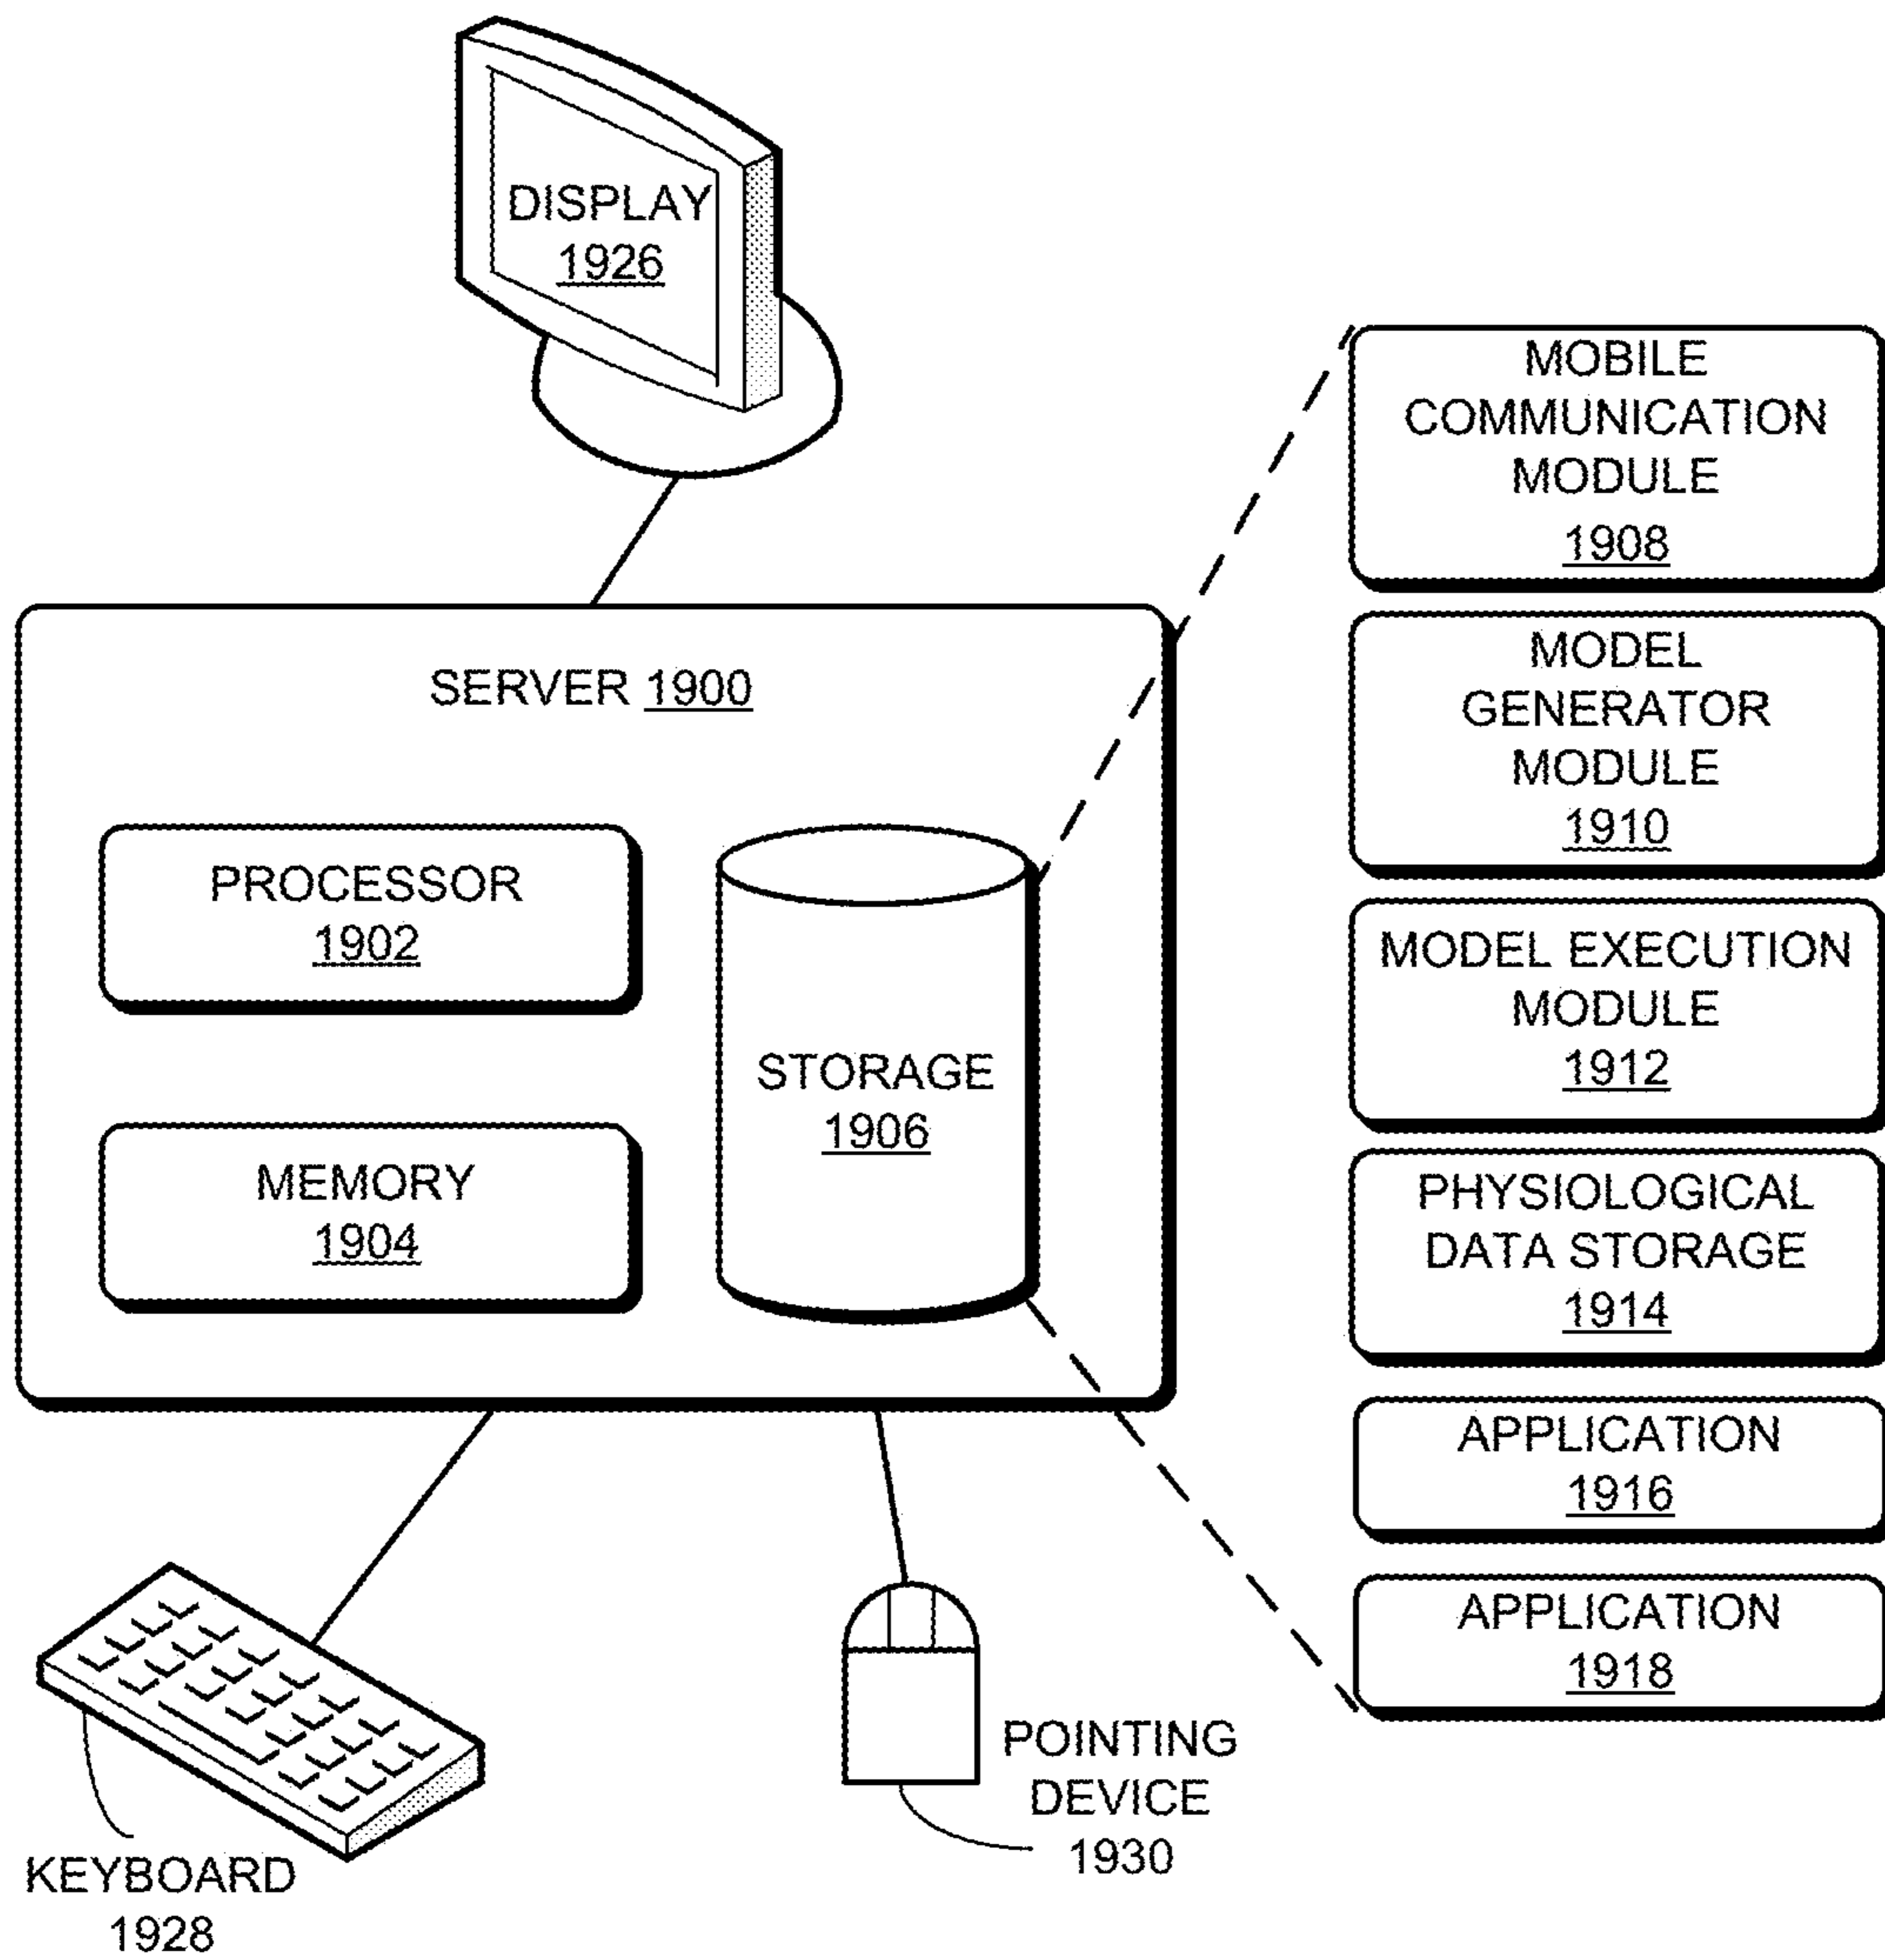 DISPLAY
1926
SERVER 1900
PROCESSOR
1902
MEMORY
1904
STORAGE
1906
MOBILE
COMMUNICATION
MODULE
1908
MODEL
GENERATOR
MODULE
1910
MODEL EXECUTION
MODULE
1912
PHYSIOLOGICAL
DATA STORAGE
1914
APPLICATION
1916
APPLICATION
1918
KEYBOARD
1928
POINTING
DEVICE
1930